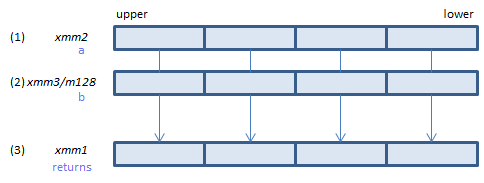 upper lower
(1) xmm2
a
(2) xmm3/m128
b
(3) xmm1
returns